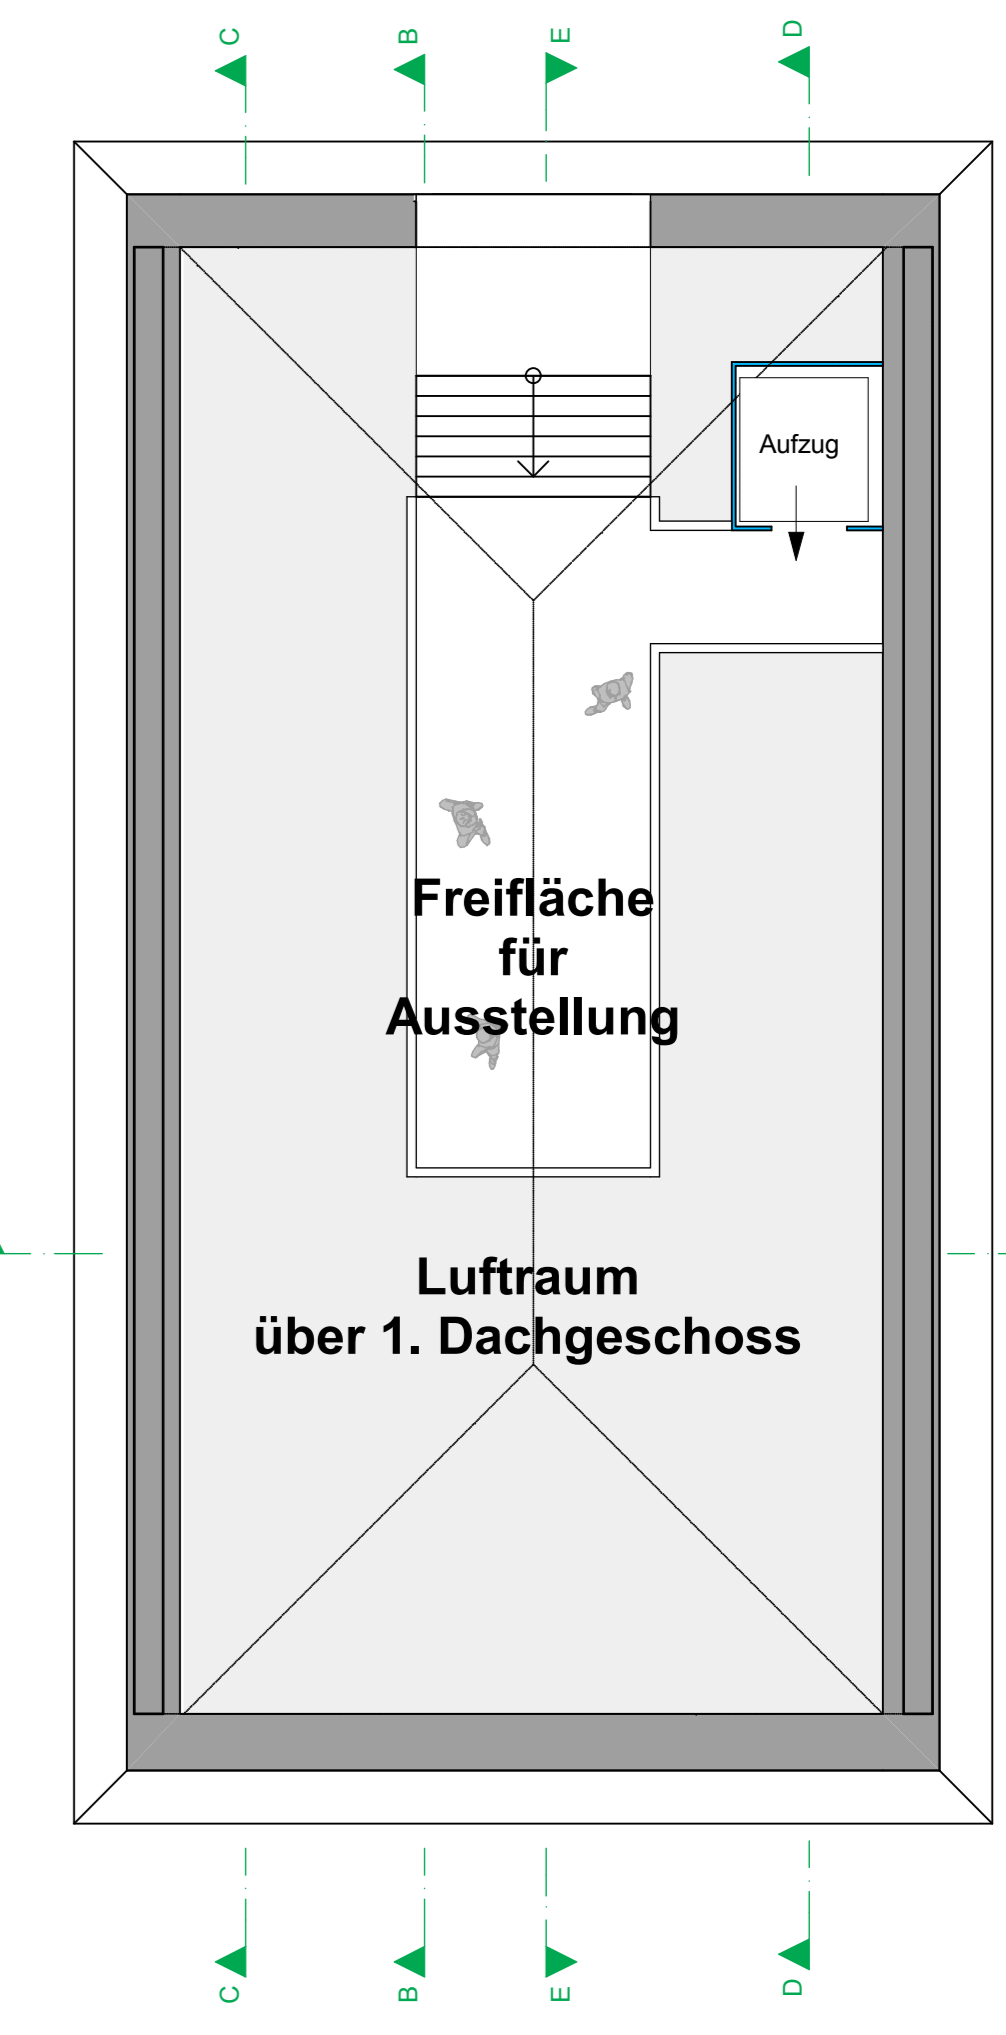 C
B
E
D
Aufzug
Freifläche
für
Ausstellung
Luftraum
über 1. Dachgeschoss
C
B
E
D